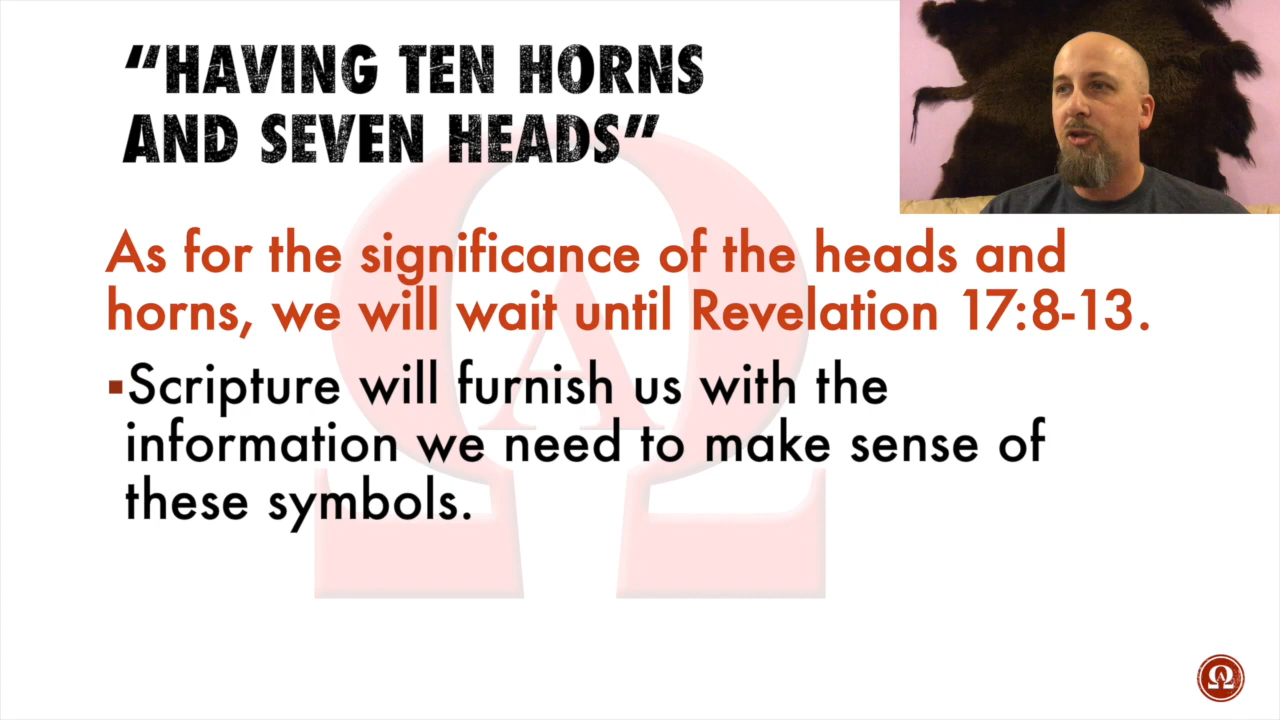 “HAVING TEN HORNS
AND SEVEN HEADS”
As for the significance of the heads and
horns, we will wait until Revelation 17:8-13.
▪Scripture will furnish us with the
information we need to make sense of
these symbols.
Ω
A
Ω
A